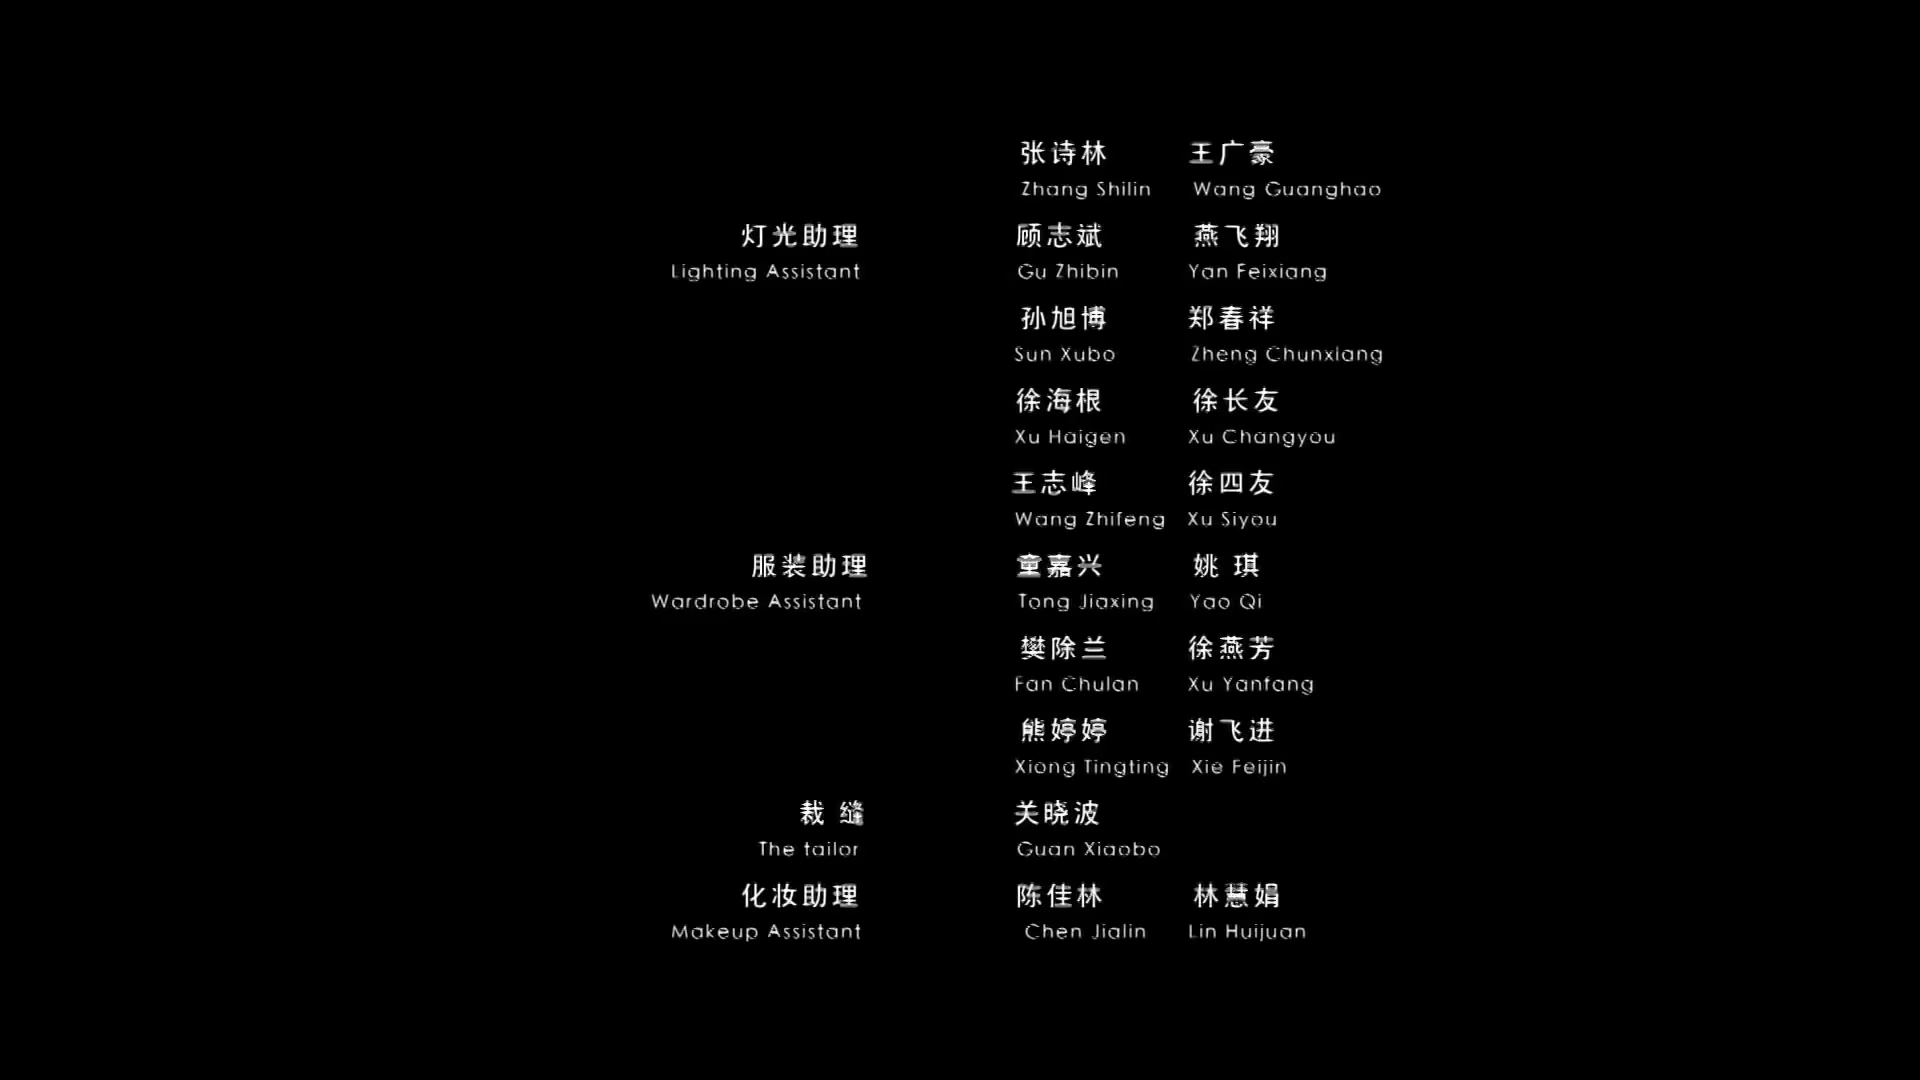 张诗林 王广豪
Zhang Shilin Wang Guanghao
灯光助理 顾志斌 燕飞翔
Lighting Assistant Gu Zhibin Yan Feixiang
孙旭博 郑春祥
Sun Xubo Zheng Chunxiang
徐海根 徐长友
Xu Haigen Xu Changyou
王志峰 徐四友
Wang Zhifeng Xu Siyou
服装助理 童嘉兴 姚 琪
Wardrobe Assistant Tong Jiaxing Yao Qi
樊除兰 徐燕芳
Fan Chulan Xu Yanfang
熊婷婷 谢飞进
Xiong Tingting Xie Feijin
裁 缝 关晓波
The tailor Guan Xiaobo
化妆助理 陈佳林 林慧娟
Makeup Assistant Chen Jialin Lin Huijuan